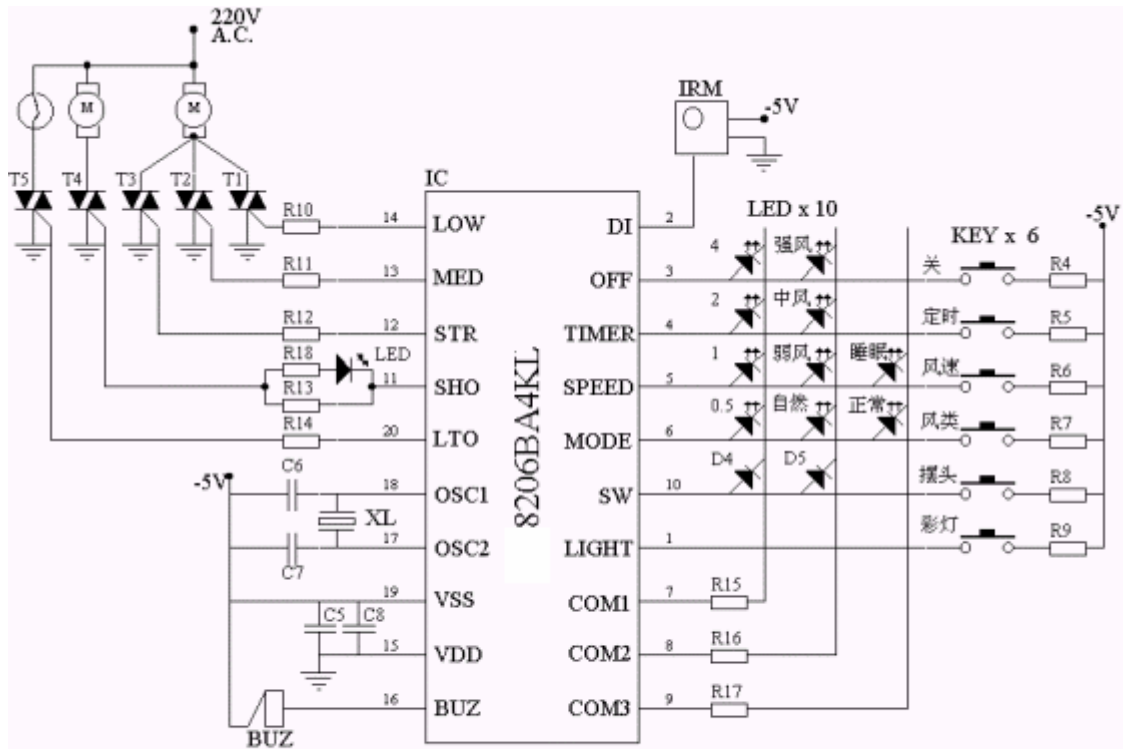 220V
A.C.
IRM
-5V
M
M
T5
T4
T3
T2
T1
IC
LED x 10
-5V
KEY x 6
R10
14
LOW
DI
2
4
强风
关
R4
R11
13
MED
OFF
3
2
中风
定时
R5
R12
12
STR
TIMER
4
1
弱风
睡眠
风速
R6
R18
LED
R13
11
SHO
SPEED
5
0.5
自然
正常
风类
R7
R14
20
LTO
MODE
6
8206BA4KL
D4
D5
摆头
R8
-5V
C6
18
OSC1
SW
10
XL
彩灯
R9
C7
17
OSC2
LIGHT
1
19
VSS
COM1
7
R15
C5
C8
15
VDD
COM2
8
R16
16
BUZ
COM3
9
R17
BUZ